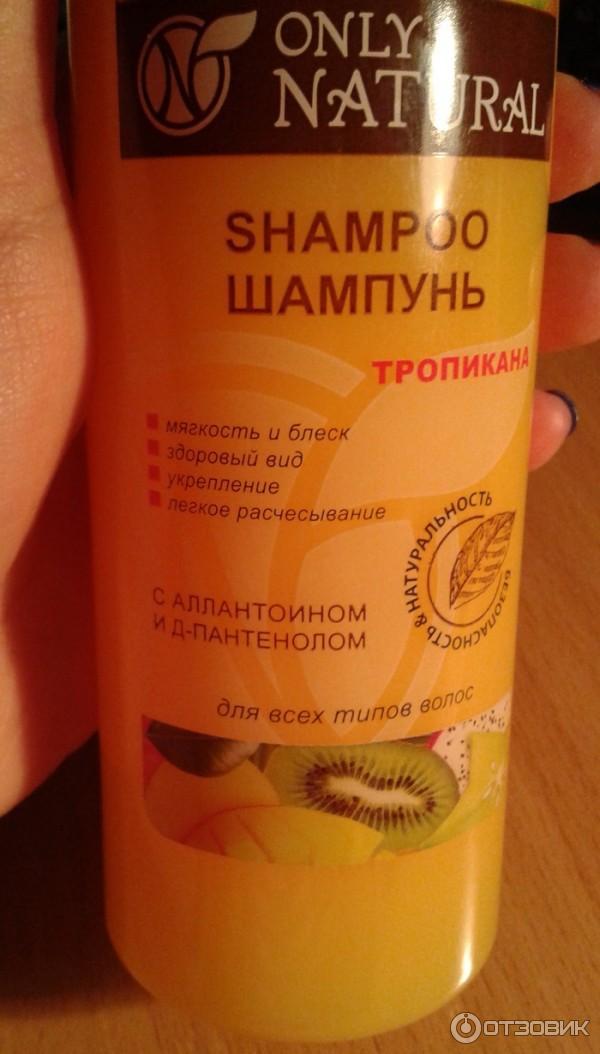 ONLY
NATURAL
SHAMPOO
ШАМПУНЬ
ТРОПИКАНА
мягкость и блеск
здоровый вид
укрепление
легкое расчесывание
БЕЗОПАСНОСТЬ & НАТУРАЛЬНОСТЬ
С АЛЛАНТОИНОМ
И Д-ПАНТЕНОЛОМ
для всех типов волос
ОТЗОВИК